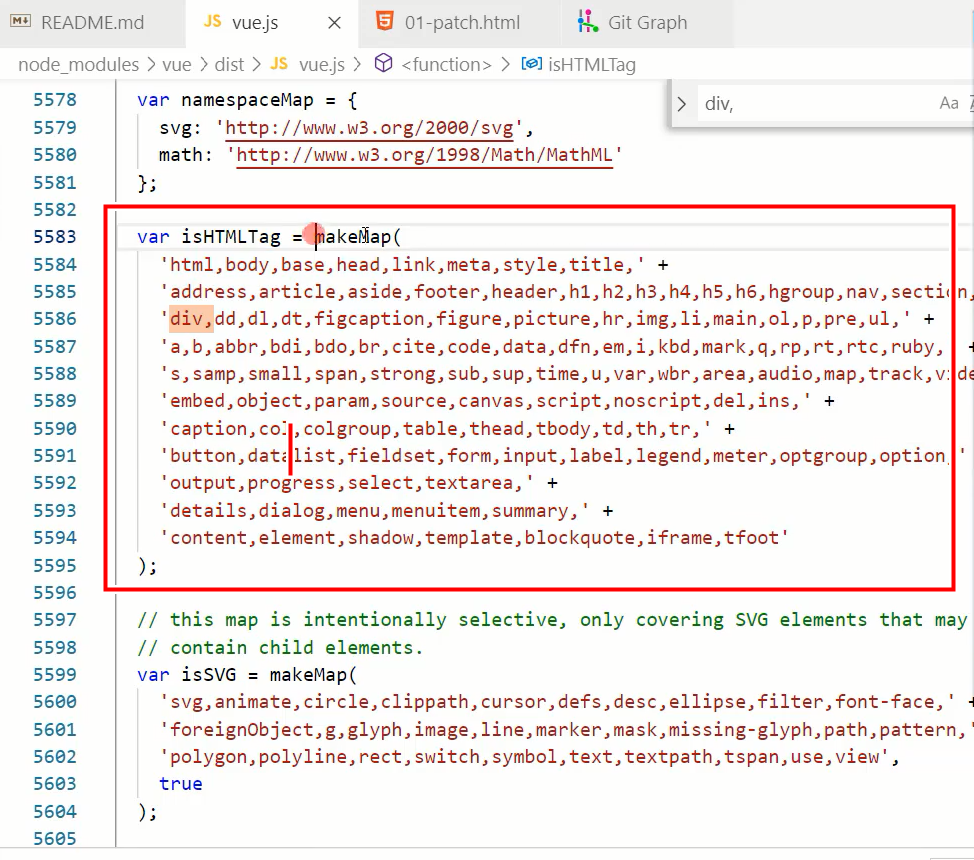 README.md
JS vue.js
01-patch.html
Git Graph
node_modules > vue > dist > JS vue.js > <function> > isHTMLTag
div,
Aa
5578 var namespaceMap = {
5579 svg: 'http://www.w3.org/2000/svg',
5580 math: 'http://www.w3.org/1998/Math/MathML'
5581 };
5582
5583 var isHTMLTag = makeMap(
5584 'html,body,base,head,link,meta,style,title,' +
5585 'address,article,aside,footer,header,h1,h2,h3,h4,h5,h6,hgroup,nav,section,
5586 'div,dd,dl,dt,figcaption,figure,picture,hr,img,li,main,ol,p,pre,ul,' +
5587 'a,b,abbr,bdi,bdo,br,cite,code,data,dfn,em,i,kbd,mark,q,rp,rt,rtc,ruby, +
5588 's,samp,small,span,strong,sub,sup,time,u,var,wbr,area,audio,map,track,vide
5589 'embed,object,param,source,canvas,script,noscript,del,ins,' +
5590 'caption,col,colgroup,table,thead,tbody,td,th,tr,' +
5591 'button,datalist,fieldset,form,input,label,legend,meter,optgroup,option, '
5592 'output,progress,select,textarea,' +
5593 'details,dialog,menu,menuitem,summary,' +
5594 'content,element,shadow,template,blockquote,iframe,tfoot'
5595 );
5596
5597 // this map is intentionally selective, only covering SVG elements that may
5598 // contain child elements.
5599 var isSVG = makeMap(
5600 'svg,animate,circle,clippath,cursor,defs,desc,ellipse,filter,font-face,' +
5601 'foreignObject,g,glyph,image,line,marker,mask,missing-glyph,path,pattern,'
5602 'polygon,polyline,rect,switch,symbol,text,textpath,tspan,use,view',
5603 true
5604 );
5605